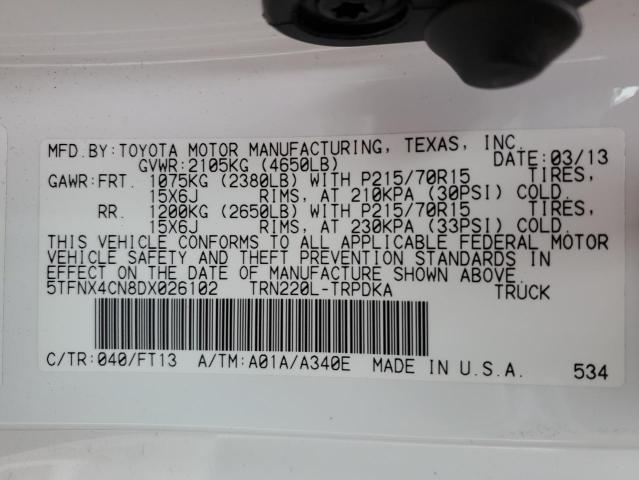 MFD.BY:TOYOTA MOTOR MANUFACTURING, TEXAS, INC.
GVWR:2105KG (4650LB) DATE:03/13
GAWR:FRT. 1075KG (2380LB) WITH P215/70R15 TIRES,
15X6J RIMS, AT 210KPA (30PSI) COLD.
RR. 1200KG (2650LB) WITH P215/70R15 TIRES,
15X6J RIMS, AT 230KPA (33PSI) COLD.
THIS VEHICLE CONFORMS TO ALL APPLICABLE FEDERAL MOTOR
VEHICLE SAFETY AND THEFT PREVENTION STANDARDS IN
EFFECT ON THE DATE OF MANUFACTURE SHOWN ABOVE.
5TFNX4CN8DX026102 TRN220L-TRPDKA TRUCK
C/TR:040/FT13 A/TM:A01A/A340E MADE IN U.S.A. 534